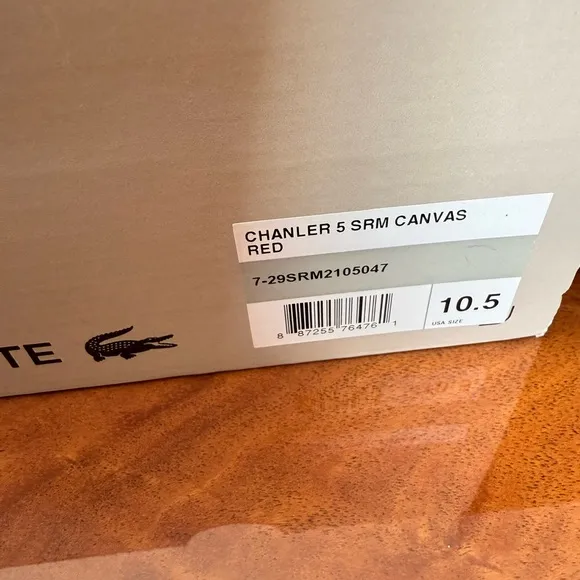 CHANLER 5 SRM CANVAS
RED
7-29SRM2105047
8 87255 76476 1
10.5
USA SIZE
TE